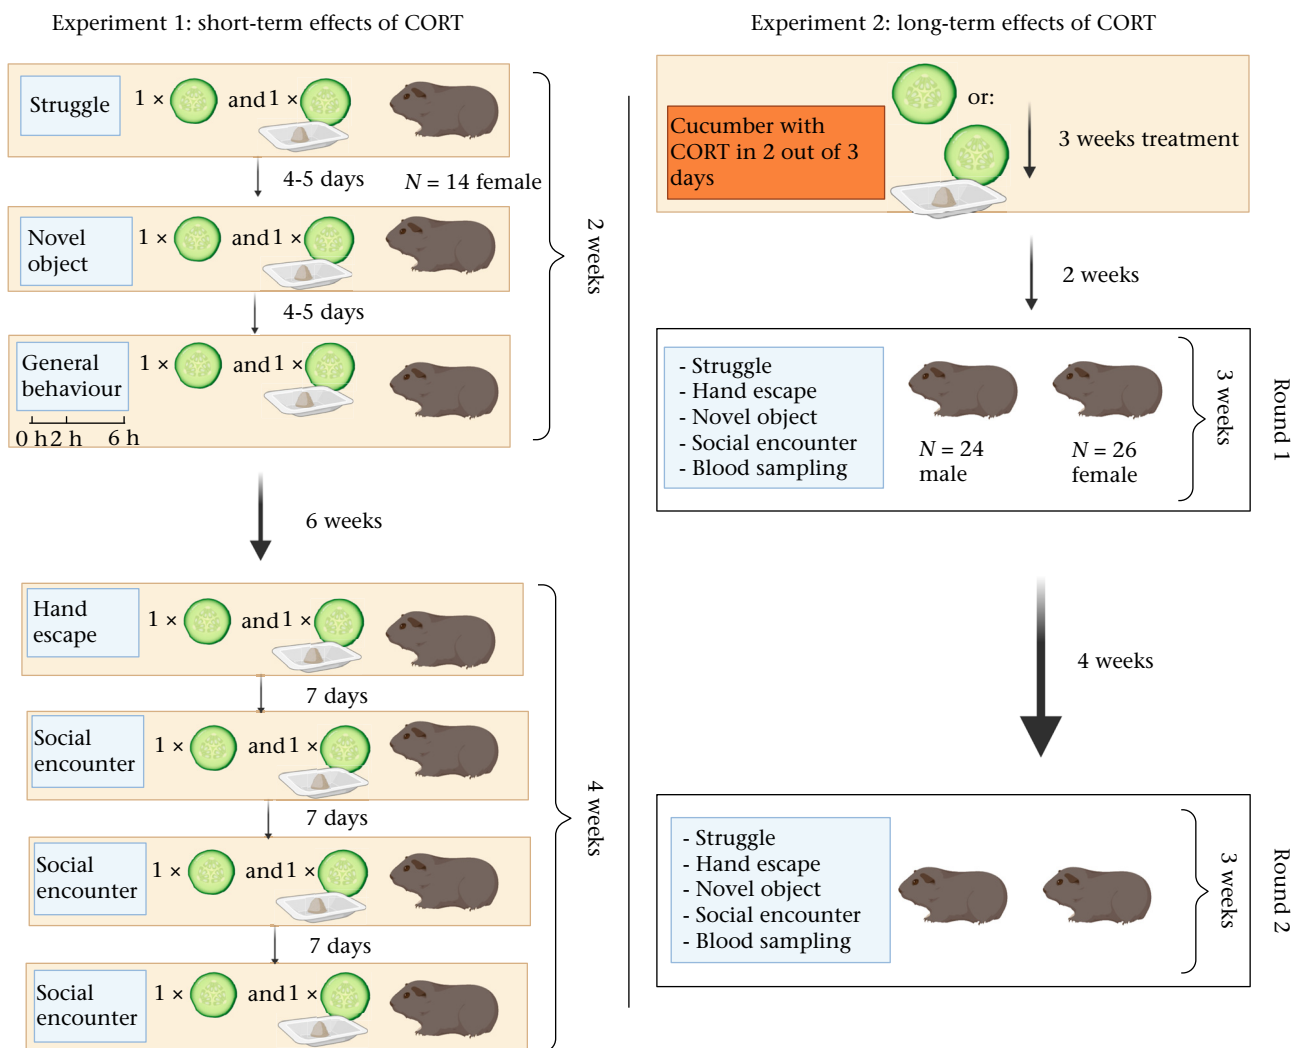 Experiment 1: short-term effects of CORT
Struggle
1 ×
and 1 ×
4-5 days
N = 14 female
Novel
object
1 ×
and 1 ×
4-5 days
General
behaviour
1 ×
and 1 ×
0 h 2 h 6 h
2 weeks
6 weeks
Hand
escape
1 ×
and 1 ×
7 days
Social
encounter
1 ×
and 1 ×
7 days
Social
encounter
1 ×
and 1 ×
7 days
Social
encounter
1 ×
and 1 ×
4 weeks
Experiment 2: long-term effects of CORT
Cucumber with
CORT in 2 out of 3
days
or:
3 weeks treatment
2 weeks
- Struggle
- Hand escape
- Novel object
- Social encounter
- Blood sampling
N = 24
male
N = 26
female
3 weeks
Round 1
4 weeks
- Struggle
- Hand escape
- Novel object
- Social encounter
- Blood sampling
3 weeks
Round 2